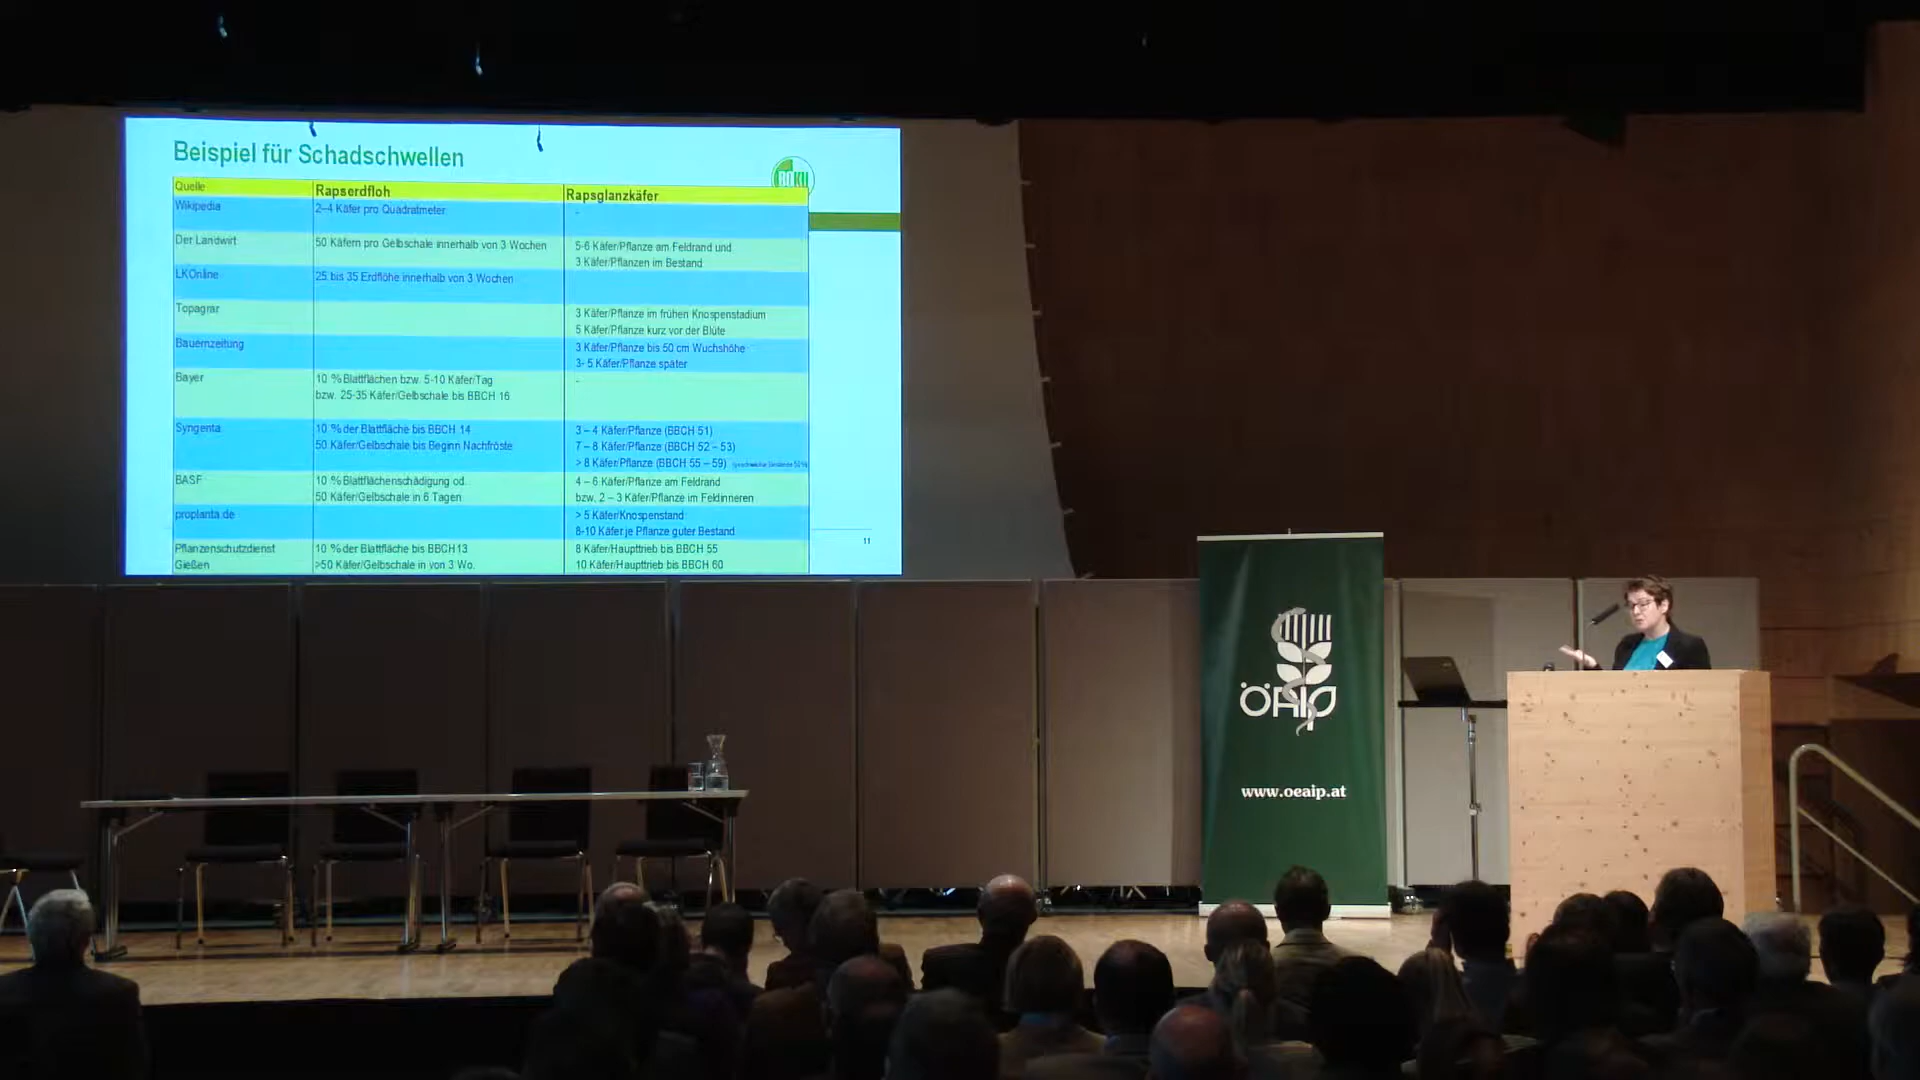 Beispiel für Schadschwellen
BOKU
Quelle Rapserdfloh Rapsglanzkäfer
Wikipedia 2–4 Käfer pro Quadratmeter -
Der Landwirt 50 Käfern pro Gelbschale innerhalb von 3 Wochen 5-6 Käfer/Pflanze am Feldrand und
3 Käfer/Pflanzen im Bestand
LKOnline 25 bis 35 Erdflöhe innerhalb von 3 Wochen
Topagrar 3 Käfer/Pflanze im frühen Knospenstadium
5 Käfer/Pflanze kurz vor der Blüte
Bauernzeitung 3 Käfer/Pflanze bis 50 cm Wuchshöhe
3- 5 Käfer/Pflanze später
Bayer 10 % Blattflächen bzw. 5-10 Käfer/Tag -
bzw. 25-35 Käfer/Gelbschale bis BBCH 16
Syngenta 10 % der Blattfläche bis BBCH 14 3 – 4 Käfer/Pflanze (BBCH 51)
50 Käfer/Gelbschale bis Beginn Nachfröste 7 – 8 Käfer/Pflanze (BBCH 52 – 53)
> 8 Käfer/Pflanze (BBCH 55 – 59)
BASF 10 % Blattflächenschädigung od. 4 – 6 Käfer/Pflanze am Feldrand
50 Käfer/Gelbschale in 6 Tagen bzw. 2 – 3 Käfer/Pflanze im Feldinneren
proplanta.de > 5 Käfer/Knospenstand
8-10 Käfer je Pflanze guter Bestand
Pflanzenschutzdienst 10 % der Blattfläche bis BBCH13 8 Käfer/Haupttrieb bis BBCH 55
Gießen >50 Käfer/Gelbschale in von 3 Wo. 10 Käfer/Haupttrieb bis BBCH 60
11
ÖAIP
www.oeaip.at